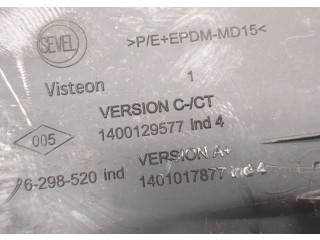 SEVEL
>P/E+EPDM-MD15<
Visteon 1
VERSION C-/CT
005
1400129577 Ind 4
VERSION A+
6-298-520 ind
1401017877 Ind 4